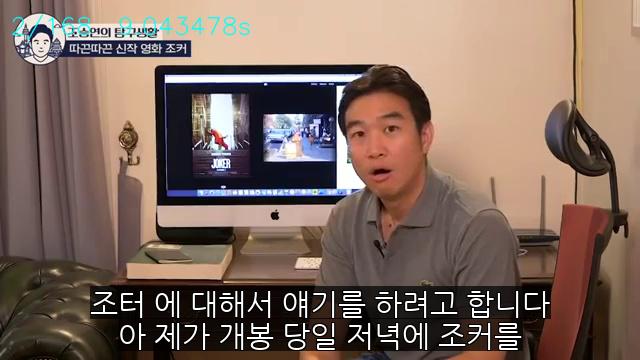 2/168 9.043478s
조승연의 탐구생활
따끈따끈 신작 영화 조커
JOKER
조터 에 대해서 얘기를 하려고 합니다
아 제가 개봉 당일 저녁에 조커를